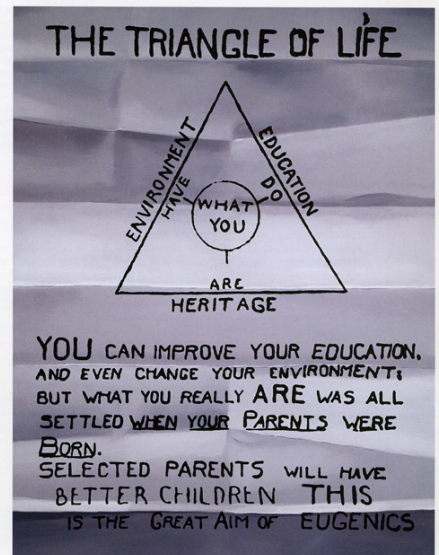 THE TRIANGLE OF LIFE
ENVIRONMENT
EDUCATION
HAVE
DO
WHAT
YOU
ARE
HERITAGE
YOU CAN IMPROVE YOUR EDUCATION,
AND EVEN CHANGE YOUR ENVIRONMENT;
BUT WHAT YOU REALLY ARE WAS ALL
SETTLED WHEN YOUR PARENTS WERE
BORN.
SELECTED PARENTS WILL HAVE
BETTER CHILDREN THIS
IS THE GREAT AIM OF EUGENICS